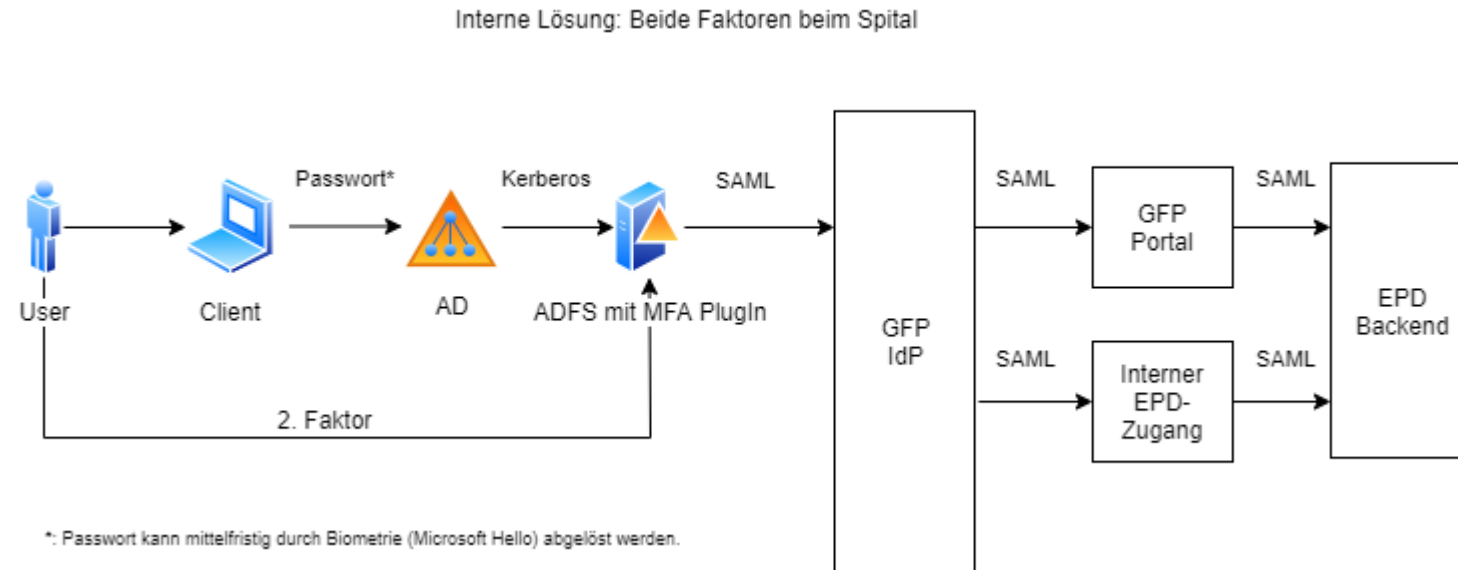 Interne Lösung: Beide Faktoren beim Spital
Passwort*
Kerberos
SAML
SAML
SAML
GFP
Portal
User
Client
AD
ADFS mit MFA PlugIn
GFP
IdP
EPD
Backend
SAML
SAML
Interner
EPD-
Zugang
2. Faktor
*: Passwort kann mittelfristig durch Biometrie (Microsoft Hello) abgelöst werden.